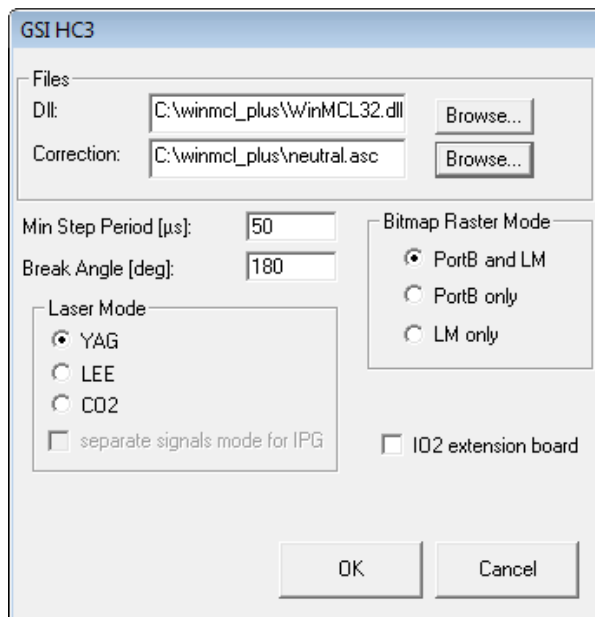 GSI HC3
Files
Dll: C:\winmcl_plus\WinMCL32.dll Browse...
Correction: C:\winmcl_plus\neutral.asc Browse...
Min Step Period [µs]: 50
Break Angle [deg]: 180
Laser Mode
YAG
LEE
CO2
separate signals mode for IPG
Bitmap Raster Mode
PortB and LM
PortB only
LM only
IO2 extension board
OK Cancel